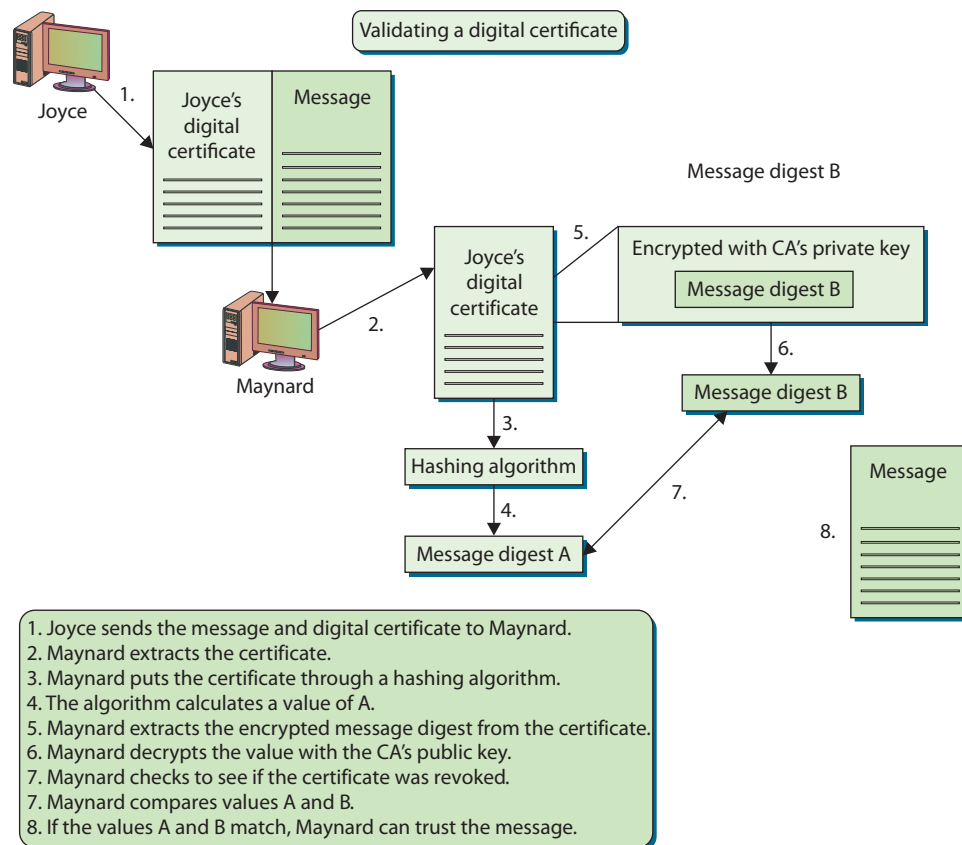 Validating a digital certificate
Joyce
1.
Joyce's
digital
certificate
Message
Message digest B
Maynard
2.
Joyce's
digital
certificate
5.
Encrypted with CA's private key
Message digest B
6.
Message digest B
3.
Hashing algorithm
4.
Message digest A
7.
Message
8.
1. Joyce sends the message and digital certificate to Maynard.
2. Maynard extracts the certificate.
3. Maynard puts the certificate through a hashing algorithm.
4. The algorithm calculates a value of A.
5. Maynard extracts the encrypted message digest from the certificate.
6. Maynard decrypts the value with the CA's public key.
7. Maynard checks to see if the certificate was revoked.
7. Maynard compares values A and B.
8. If the values A and B match, Maynard can trust the message.